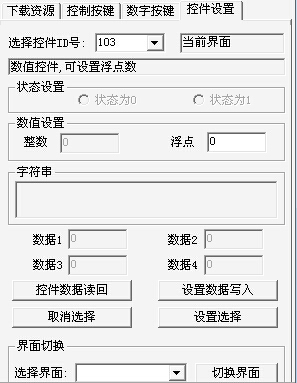 下载资源 控制按键 数字按键 控件设置
选择控件ID号: 103 当前界面
数值控件,可设置浮点数
状态设置
状态为0 状态为1
数值设置
整数 0 浮点 0
字符串
数据1 0 数据2 0
数据3 0 数据4 0
控件数据读回 设置数据写入
取消选择 设置选择
界面切换
选择界面: 切换界面